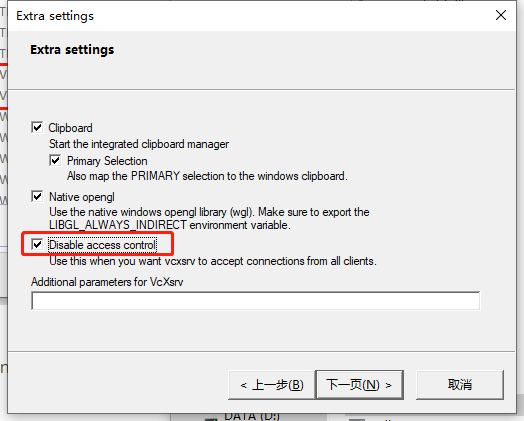 Extra settings
Extra settings
Clipboard
Start the integrated clipboard manager
Primary Selection
Also map the PRIMARY selection to the windows clipboard.
Native opengl
Use the native windows opengl library (wgl). Make sure to export the
LIBGL_ALWAYS_INDIRECT environment variable.
Disable access control
Use this when you want vcxsrv to accept connections from all clients.
Additional parameters for VcXsrv
< 上一步(B)
下一页(N) >
取消
DATA (D:)